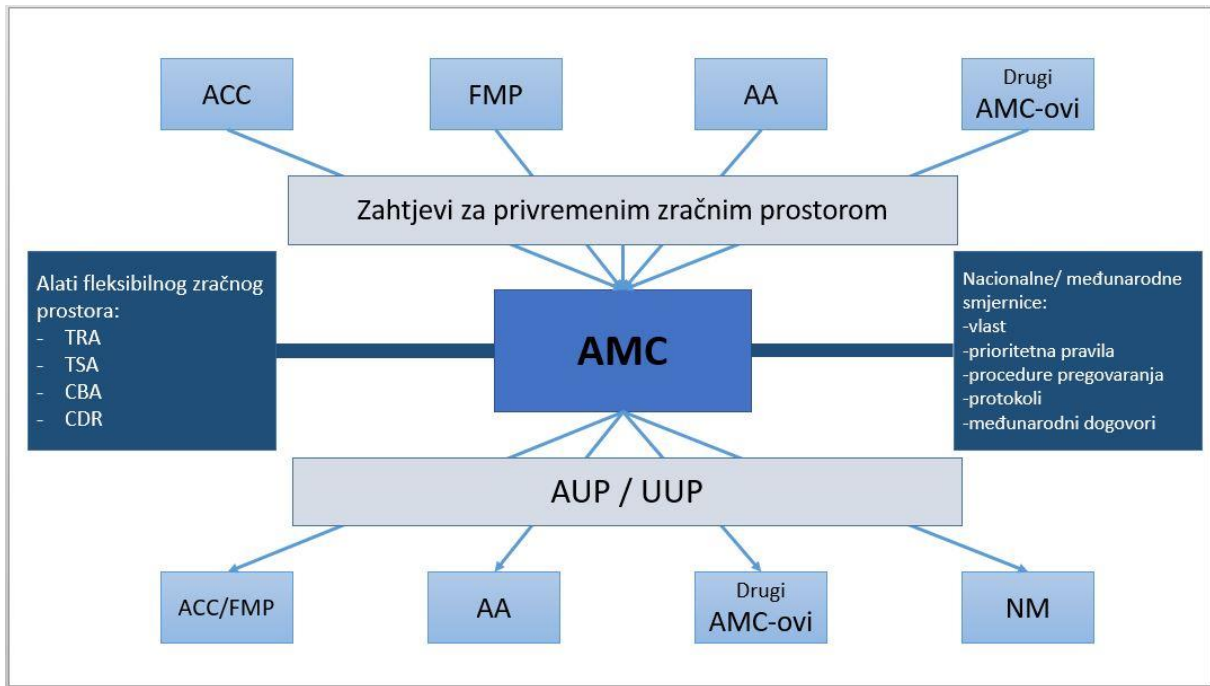 ACC
FMP
AA
Drugi
AMC-ovi
Zahtjevi za privremenim zračnim prostorom
Alati fleksibilnog zračnog
prostora:
- TRA
- TSA
- CBA
- CDR
AMC
Nacionalne/ međunarodne
smjernice:
-vlast
-prioritetna pravila
-procedure pregovaranja
-protokoli
-međunarodni dogovori
AUP / UUP
ACC/FMP
AA
Drugi
AMC-ovi
NM